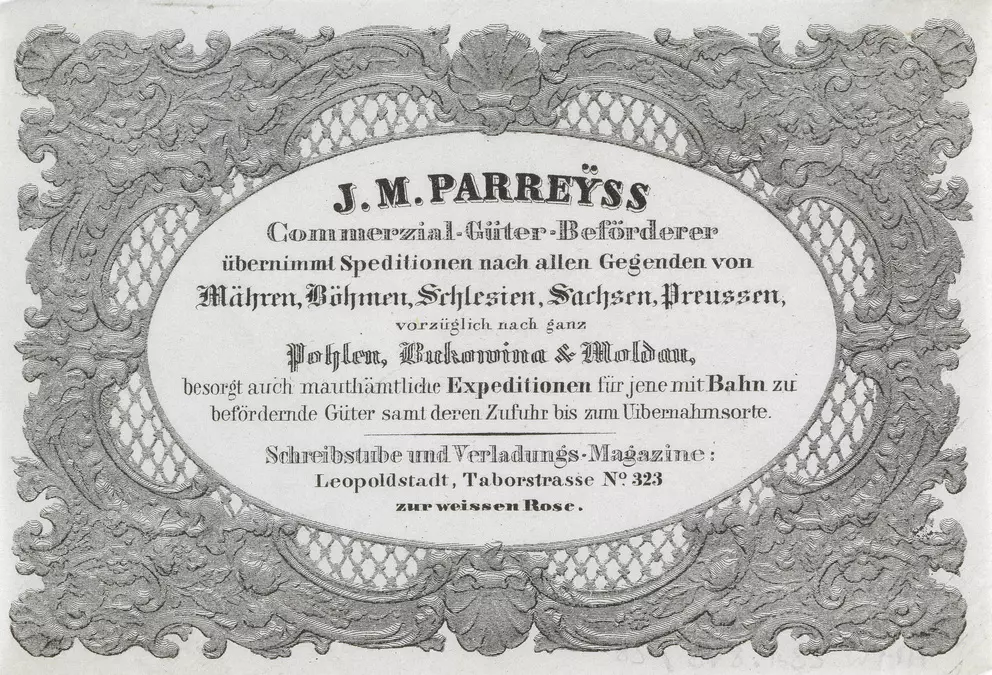 J. M. PARREŸSS
Commerzial-Güter-Beförderer
übernimmt Speditionen nach allen Gegenden von
Mähren, Böhmen, Schlesien, Sachsen, Preussen,
vorzüglich nach ganz
Pohlen, Bukowina & Moldau,
besorgt auch mauthämtliche Expeditionen für jene mit Bahn zu
befördernde Güter samt deren Zufuhr bis zum Uibernahmsorte.
Schreibstube und Verladungs-Magazine:
Leopoldstadt, Taborstrasse No. 323
zur weissen Rose.